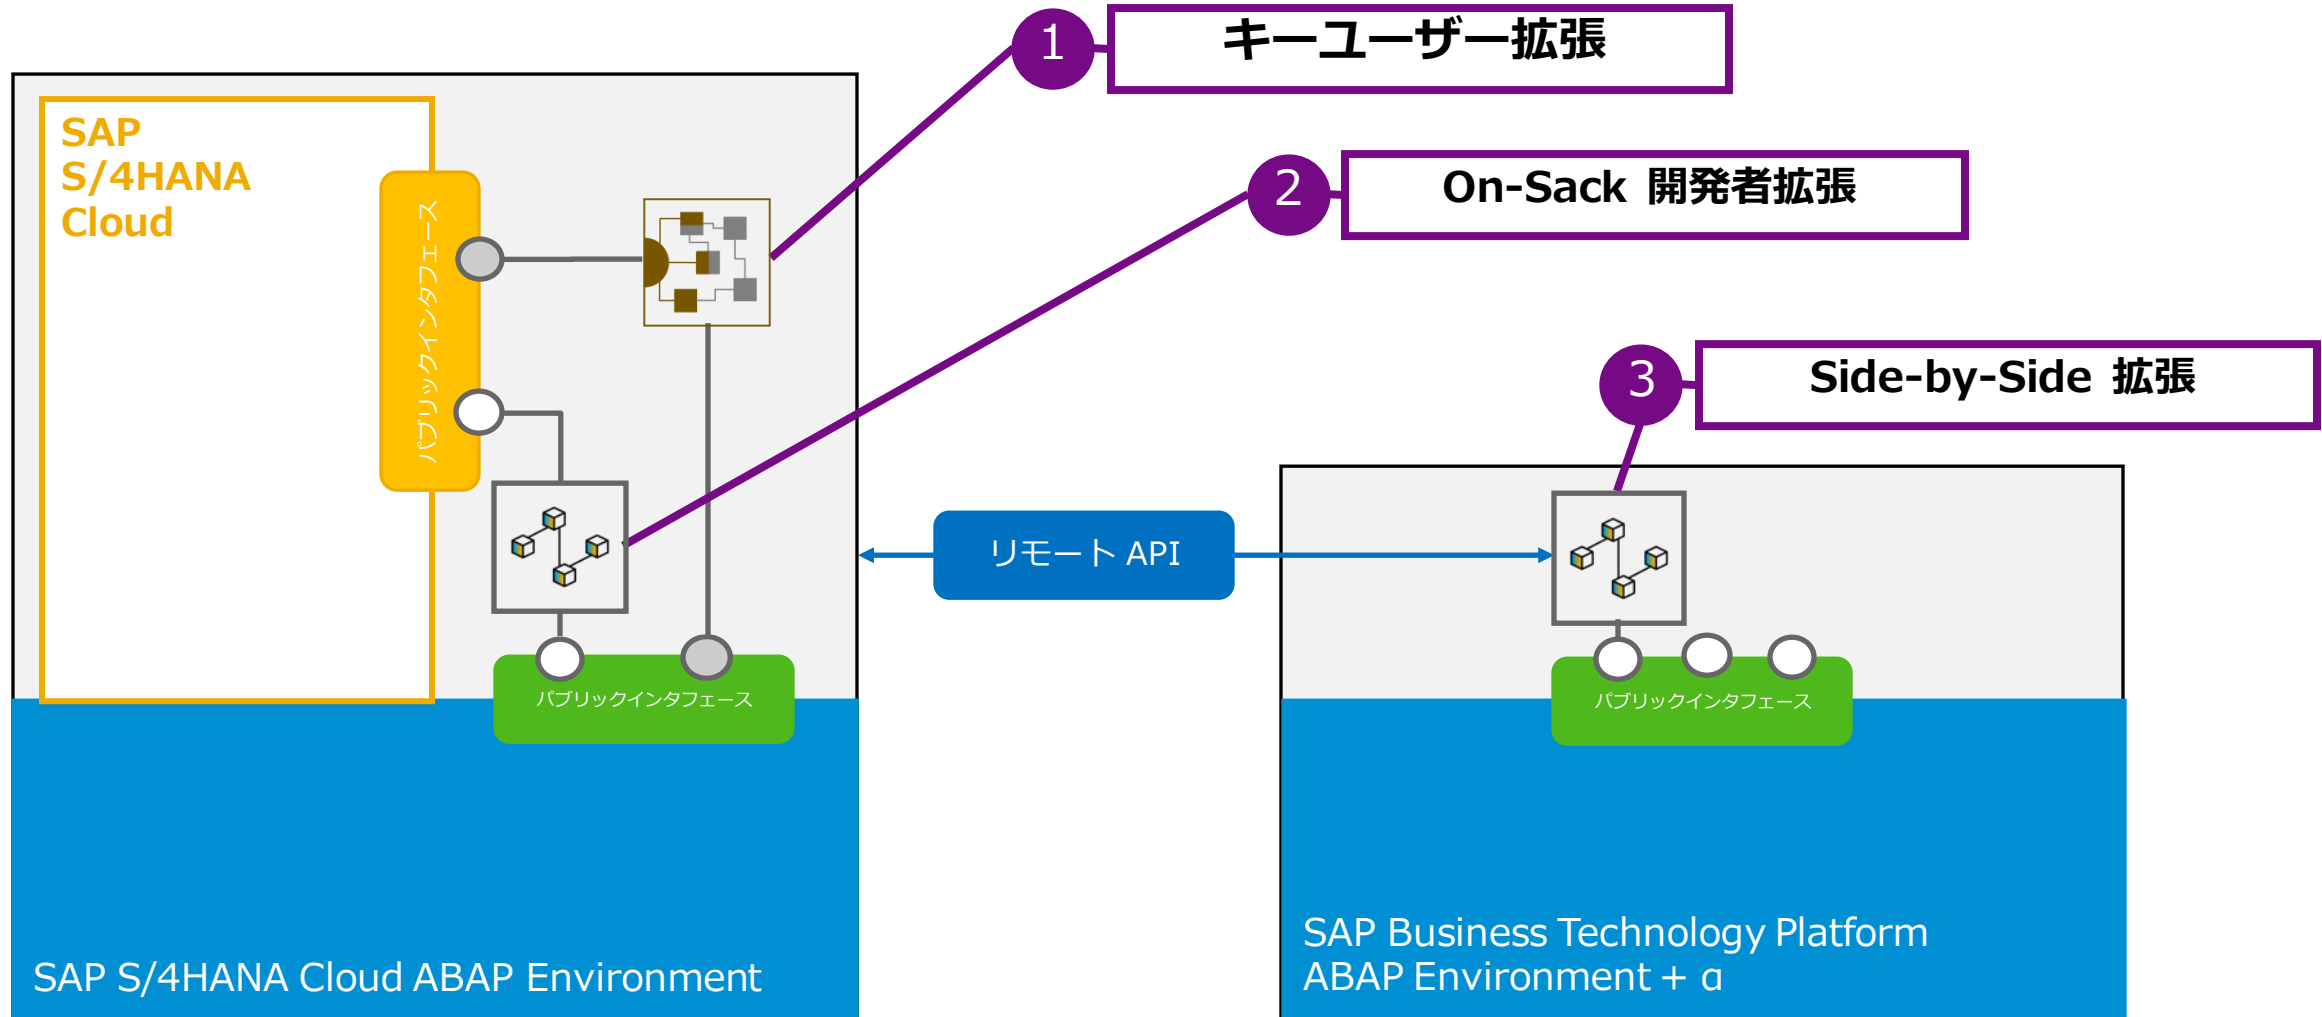 1
キーユーザー拡張
2
On-Sack 開発者拡張
3
Side-by-Side 拡張
SAP
S/4HANA
Cloud
パブリックインタフェース
リモート API
パブリックインタフェース
パブリックインタフェース
SAP S/4HANA Cloud ABAP Environment
SAP Business Technology Platform
ABAP Environment + α